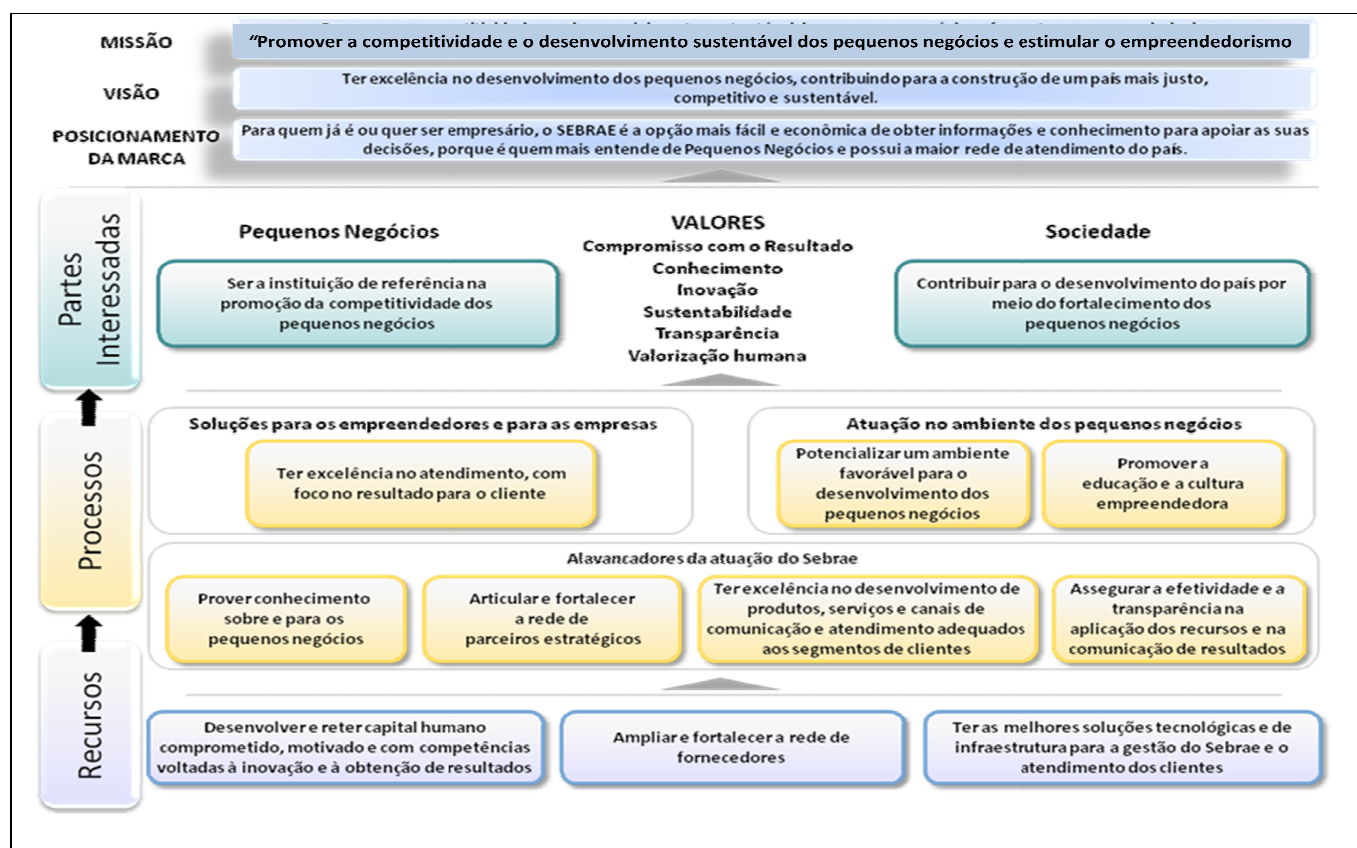 MISSÃO
“Promover a competitividade e o desenvolvimento sustentável dos pequenos negócios e estimular o empreendedorismo
VISÃO
Ter excelência no desenvolvimento dos pequenos negócios, contribuindo para a construção de um país mais justo,
competitivo e sustentável.
POSICIONAMENTO
DA MARCA
Para quem já é ou quer ser empresário, o SEBRAE é a opção mais fácil e econômica de obter informações e conhecimento para apoiar as suas
decisões, porque é quem mais entende de Pequenos Negócios e possui a maior rede de atendimento do país.
Partes
Interessadas
Pequenos Negócios
Ser a instituição de referência na
promoção da competitividade dos
pequenos negócios
VALORES
Compromisso com o Resultado
Conhecimento
Inovação
Sustentabilidade
Transparência
Valorização humana
Sociedade
Contribuir para o desenvolvimento do país por
meio do fortalecimento dos
pequenos negócios
Processos
Soluções para os empreendedores e para as empresas
Ter excelência no atendimento, com
foco no resultado para o cliente
Atuação no ambiente dos pequenos negócios
Potencializar um ambiente
favorável para o
desenvolvimento dos
pequenos negócios
Promover a
educação e a cultura
empreendedora
Alavancadores da atuação do Sebrae
Prover conhecimento
sobre e para os
pequenos negócios
Articular e fortalecer
a rede de
parceiros estratégicos
Ter excelência no desenvolvimento de
produtos, serviços e canais de
comunicação e atendimento adequados
aos segmentos de clientes
Assegurar a efetividade e a
transparência na
aplicação dos recursos e na
comunicação de resultados
Recursos
Desenvolver e reter capital humano
comprometido, motivado e com competências
voltadas à inovação e à obtenção de resultados
Ampliar e fortalecer a rede de
fornecedores
Ter as melhores soluções tecnológicas e de
infraestrutura para a gestão do Sebrae e o
atendimento dos clientes